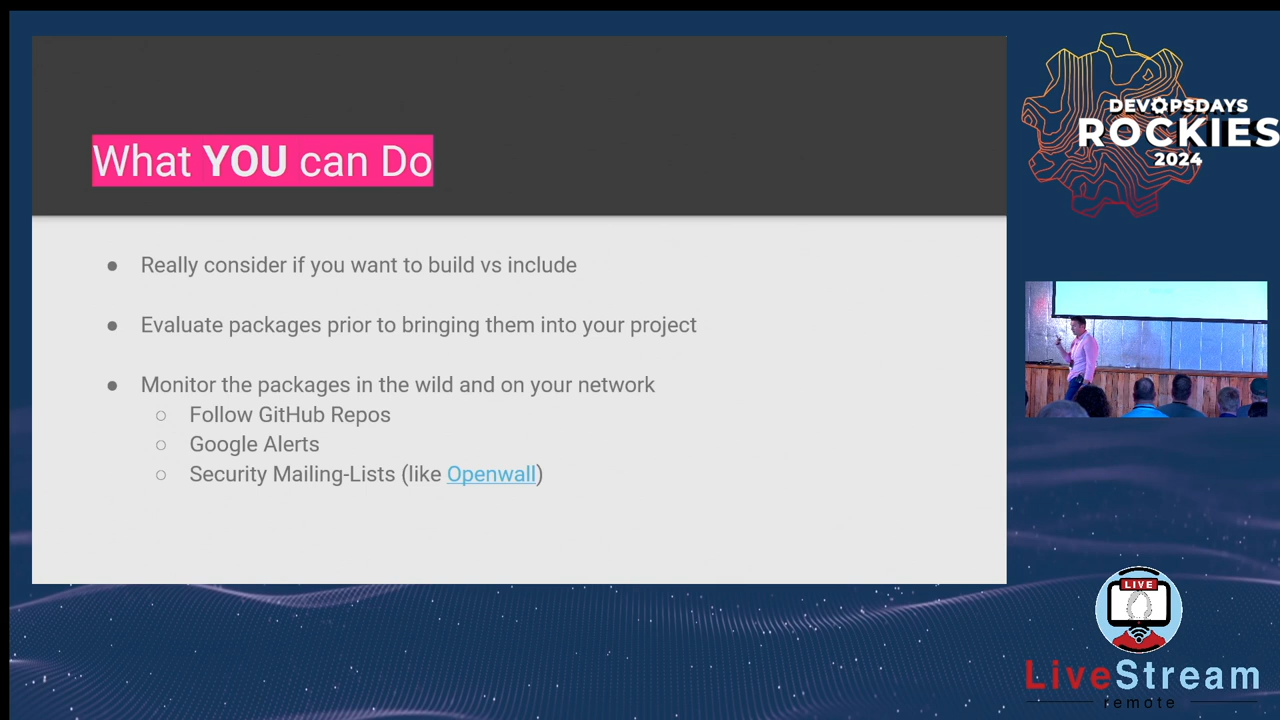 What YOU can Do
● Really consider if you want to build vs include
● Evaluate packages prior to bringing them into your project
● Monitor the packages in the wild and on your network
○ Follow GitHub Repos
○ Google Alerts
○ Security Mailing-Lists (like Openwall)
DEVOPSDAYS
ROCKIES
2024
LIVE
LiveStream
remote